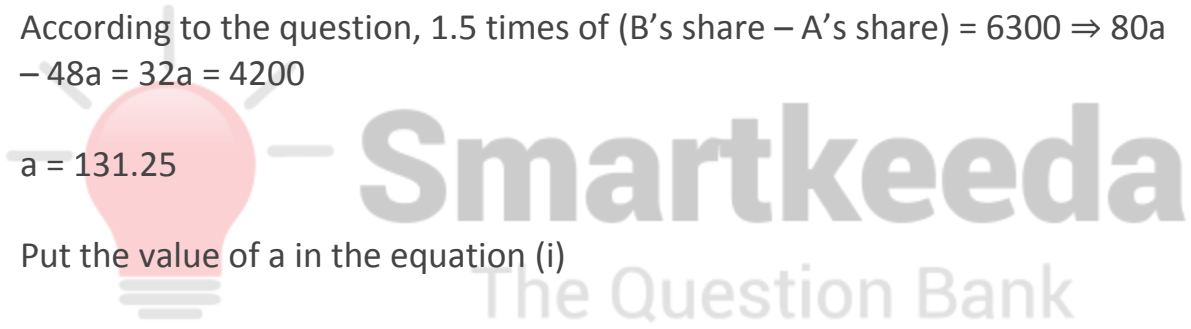 According to the question, 1.5 times of (B’s share – A’s share) = 6300 ⇒ 80a
– 48a = 32a = 4200
a = 131.25
Smartkeeda
Put the value of a in the equation (i)
The Question Bank